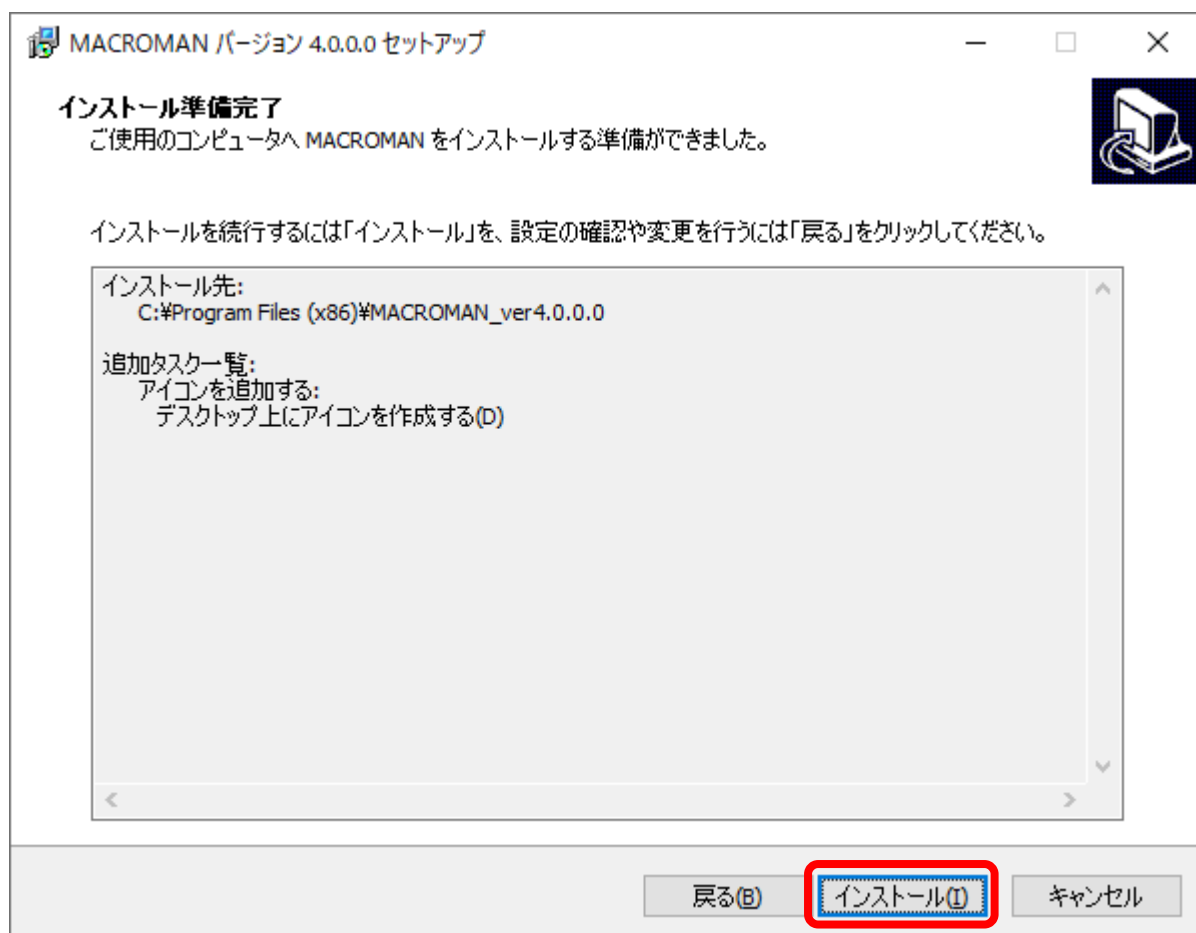 MACROMAN バージョン 4.0.0.0 セットアップ
インストール準備完了
ご使用のコンピュータへ MACROMAN をインストールする準備ができました。
インストールを続行するには「インストール」を、設定の確認や変更を行うには「戻る」をクリックしてください。
インストール先:
C:¥Program Files (x86)¥MACROMAN_ver4.0.0.0
追加タスク一覧:
アイコンを追加する:
デスクトップ上にアイコンを作成する(D)
戻る(B) インストール(I) キャンセル